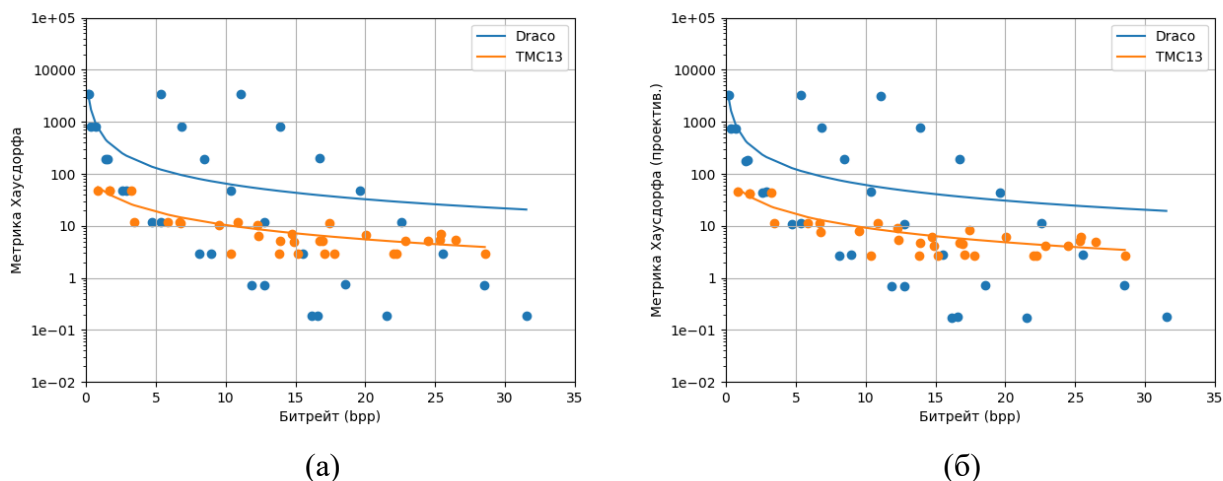 1e+05
10000
1000
100
10
1
1e−01
1e−02
Метрика Хаусдорфа
0 5 10 15 20 25 30 35
Битрейт (bpp)
Draco
TMC13
(а)
1e+05
10000
1000
100
10
1
1e−01
1e−02
Метрика Хаусдорфа (проектив.)
0 5 10 15 20 25 30 35
Битрейт (bpp)
Draco
TMC13
(б)